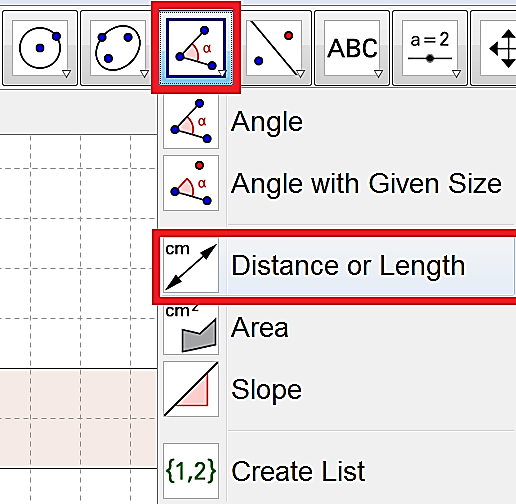 α ABC a=2
α Angle
α Angle with Given Size
cm Distance or Length
cm² Area
Slope
{1,2} Create List